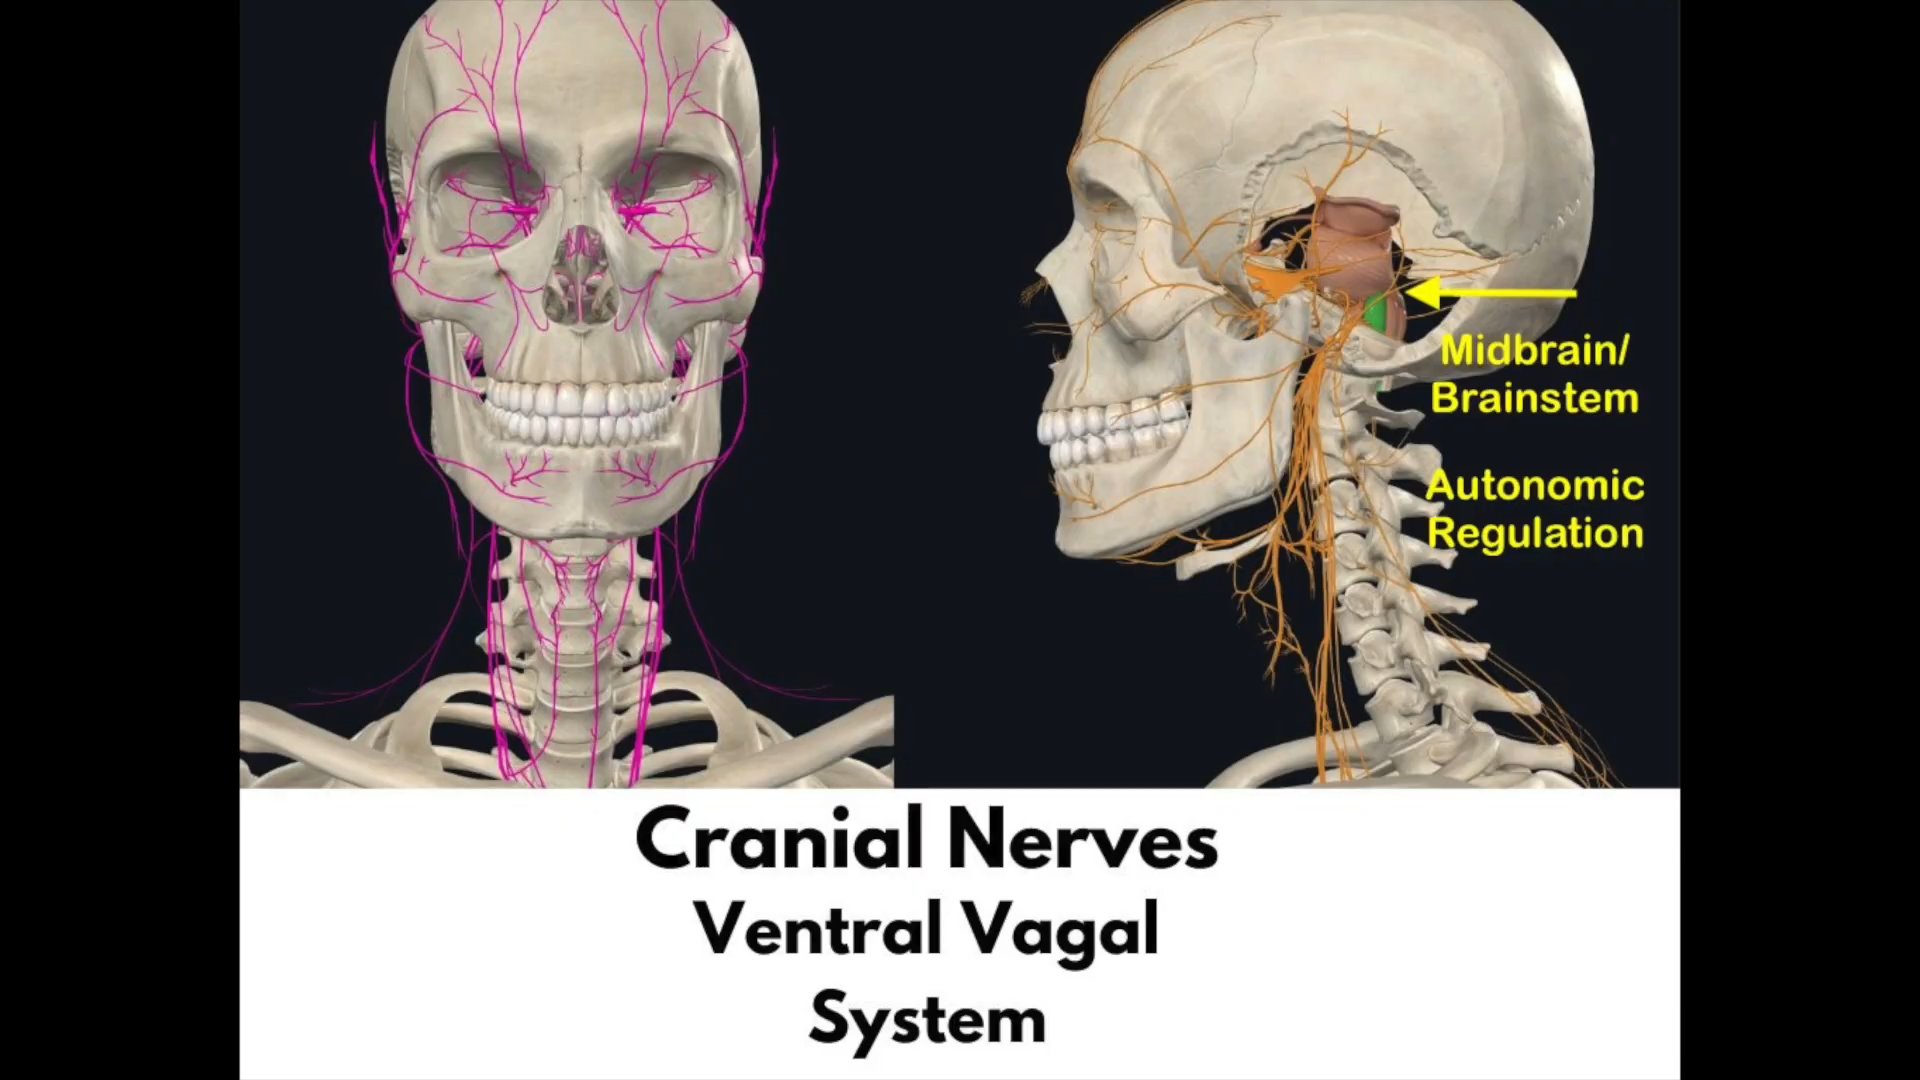 Midbrain/
Brainstem
Autonomic
Regulation
Cranial Nerves
Ventral Vagal
System